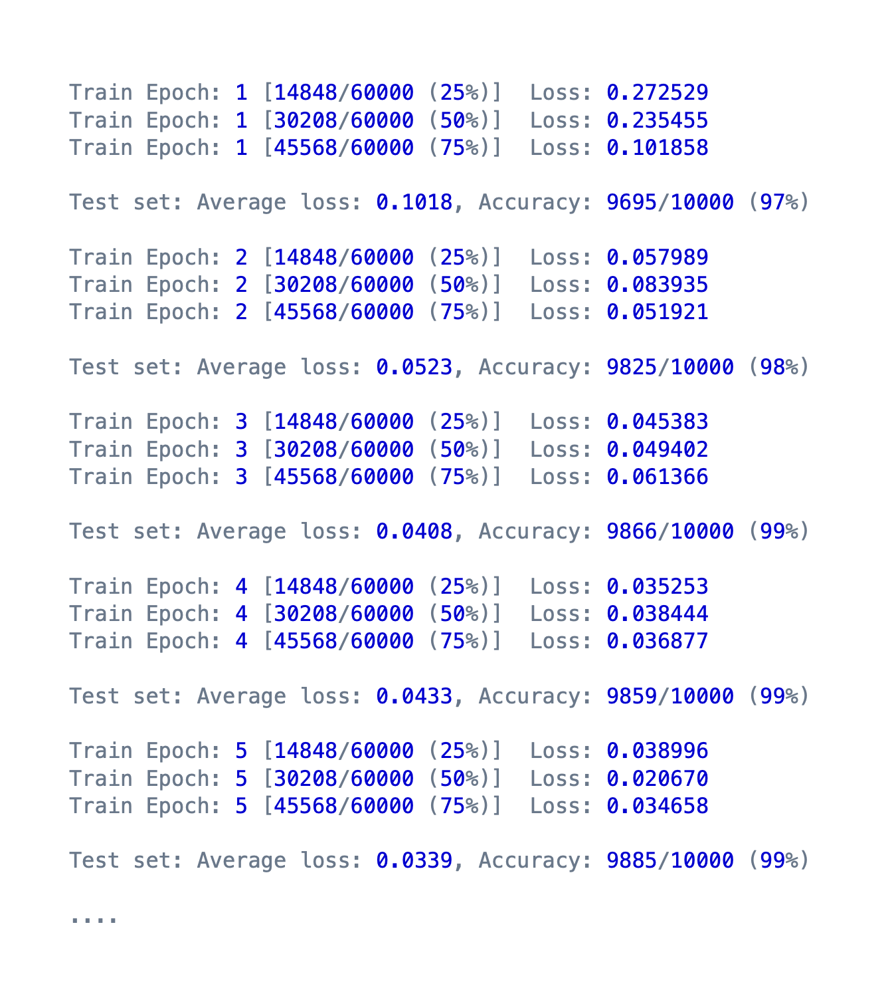 Train Epoch: 1 [14848/60000 (25%)]  Loss: 0.272529
Train Epoch: 1 [30208/60000 (50%)]  Loss: 0.235455
Train Epoch: 1 [45568/60000 (75%)]  Loss: 0.101858
Test set: Average loss: 0.1018, Accuracy: 9695/10000 (97%)
Train Epoch: 2 [14848/60000 (25%)]  Loss: 0.057989
Train Epoch: 2 [30208/60000 (50%)]  Loss: 0.083935
Train Epoch: 2 [45568/60000 (75%)]  Loss: 0.051921
Test set: Average loss: 0.0523, Accuracy: 9825/10000 (98%)
Train Epoch: 3 [14848/60000 (25%)]  Loss: 0.045383
Train Epoch: 3 [30208/60000 (50%)]  Loss: 0.049402
Train Epoch: 3 [45568/60000 (75%)]  Loss: 0.061366
Test set: Average loss: 0.0408, Accuracy: 9866/10000 (99%)
Train Epoch: 4 [14848/60000 (25%)]  Loss: 0.035253
Train Epoch: 4 [30208/60000 (50%)]  Loss: 0.038444
Train Epoch: 4 [45568/60000 (75%)]  Loss: 0.036877
Test set: Average loss: 0.0433, Accuracy: 9859/10000 (99%)
Train Epoch: 5 [14848/60000 (25%)]  Loss: 0.038996
Train Epoch: 5 [30208/60000 (50%)]  Loss: 0.020670
Train Epoch: 5 [45568/60000 (75%)]  Loss: 0.034658
Test set: Average loss: 0.0339, Accuracy: 9885/10000 (99%)
....